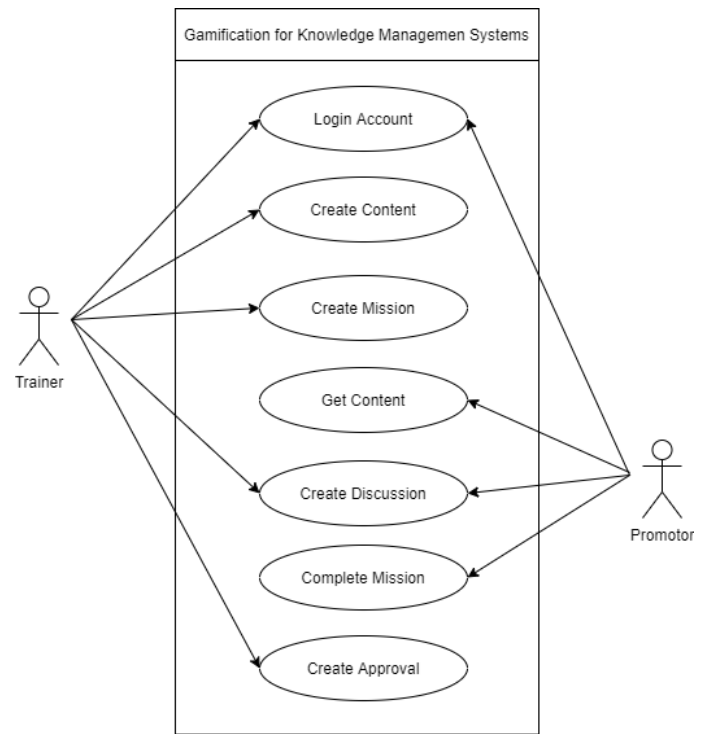 Gamification for Knowledge Managemen Systems
Login Account
Create Content
Create Mission
Trainer
Get Content
Create Discussion
Promotor
Complete Mission
Create Approval